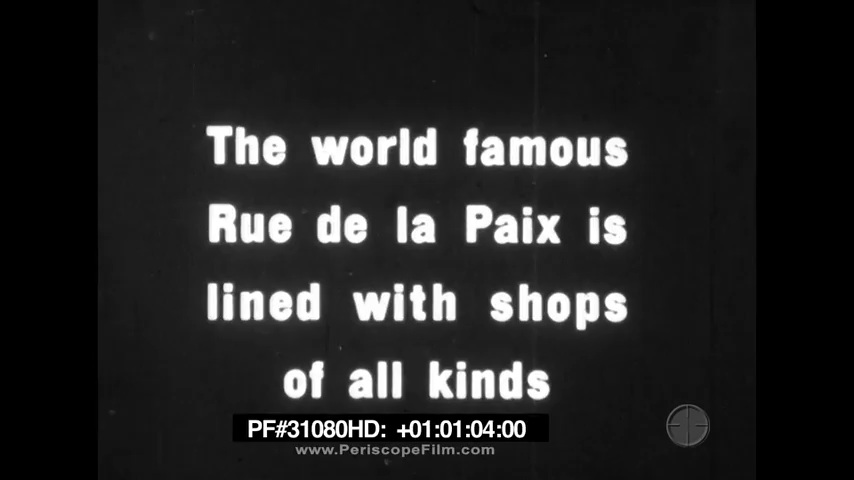 The world famous
Rue de la Paix is
lined with shops
of all kinds
PF#31080HD: +01:01:04:00
www.PeriscopeFilm.com